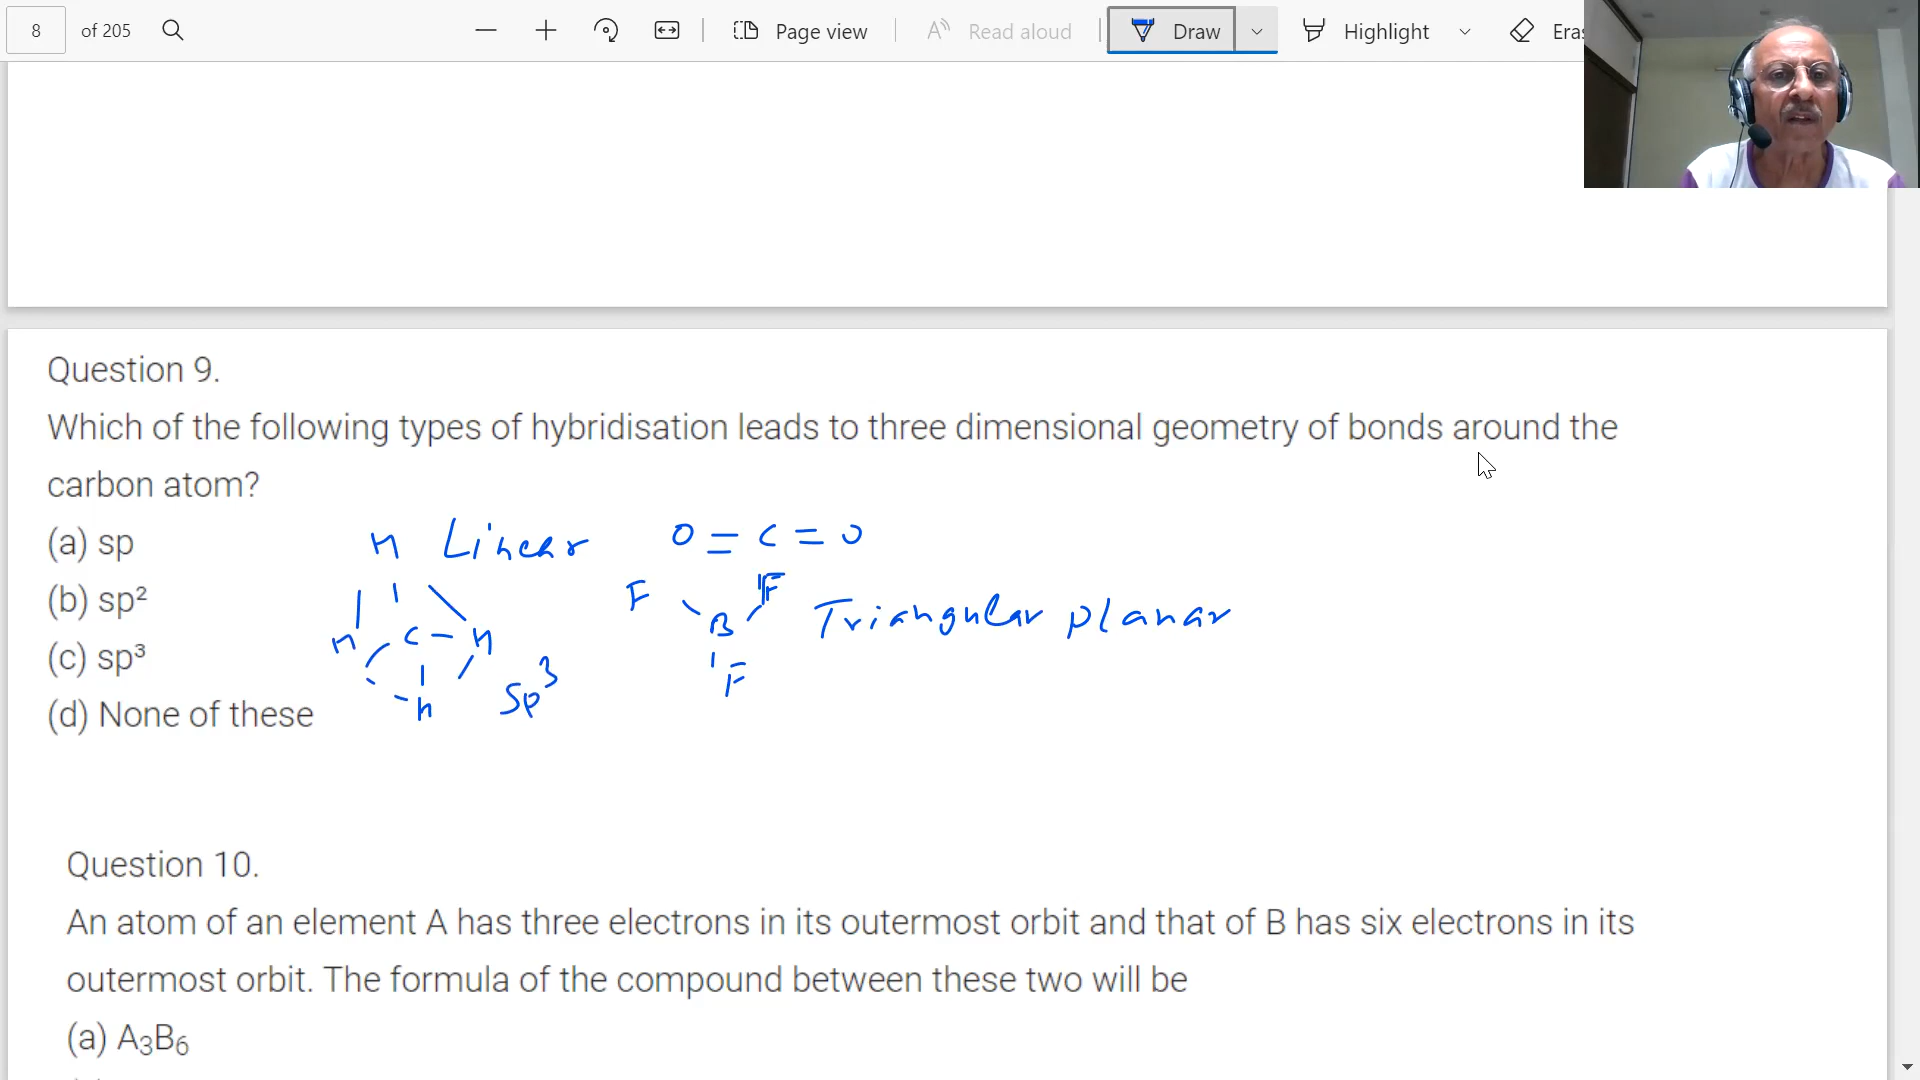 8 of 205 Page view Read aloud Draw Highlight Eras
Question 9.
Which of the following types of hybridisation leads to three dimensional geometry of bonds around the
carbon atom?
(a) sp
(b) sp²
(c) sp³
(d) None of these
H Linear O = C = O
F F
H C - H B Triangular planar
H sp³ F
Question 10.
An atom of an element A has three electrons in its outermost orbit and that of B has six electrons in its
outermost orbit. The formula of the compound between these two will be
(a) A₃B₆